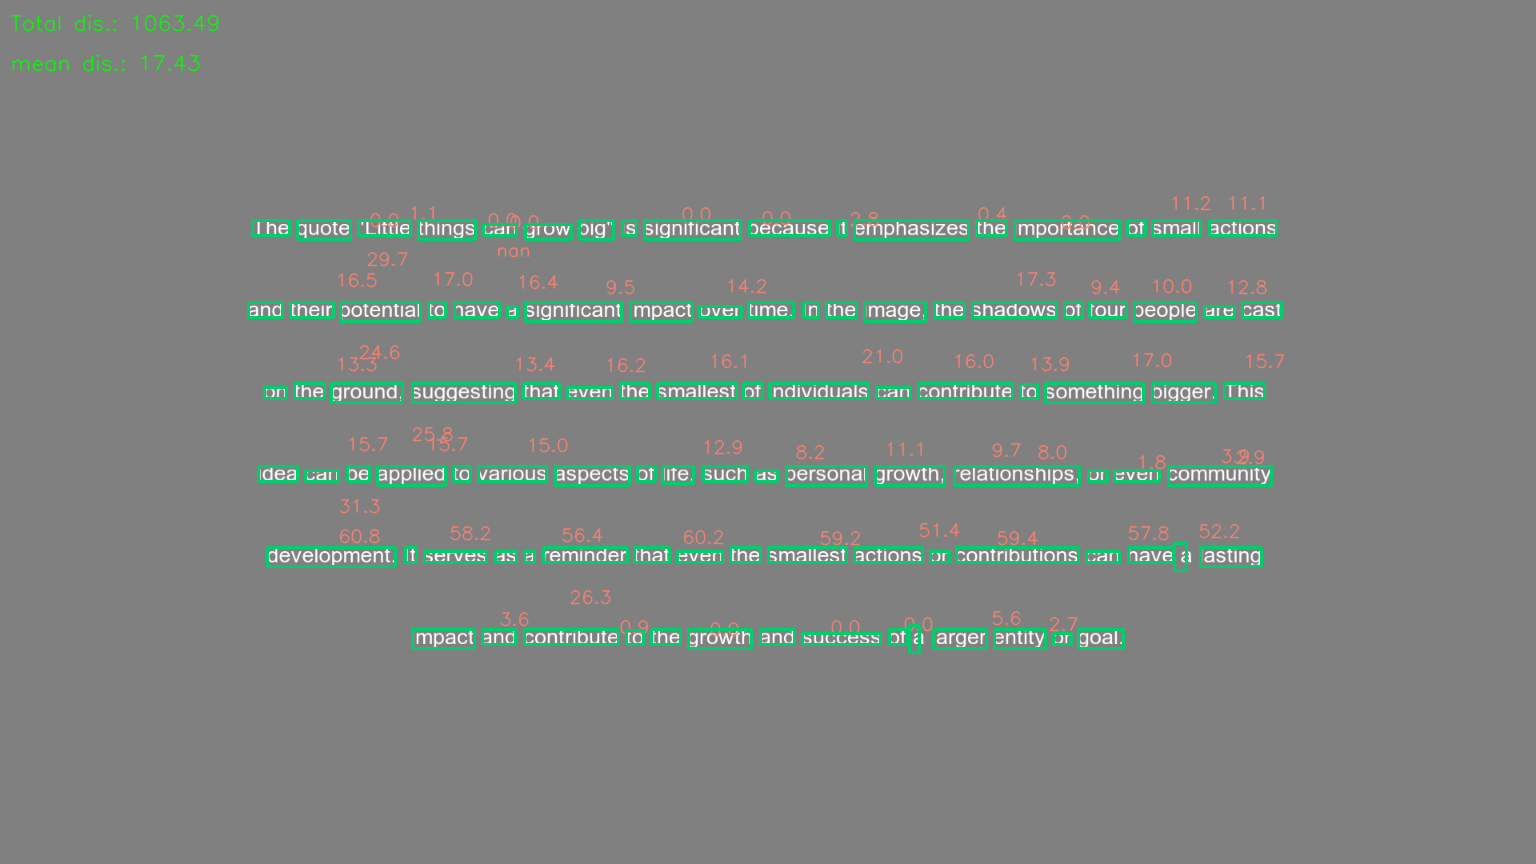 Total dis.: 1063.49
mean dis.: 17.43
0.0 1.1 0.0 0.0 0.0 0.0 2.8 0.4 0.0 11.2 11.1
The quote "Little things can grow big" is significant because it emphasizes the importance of small actions
nan
29.7
16.5 17.0 16.4 9.5 14.2 17.3 9.4 10.0 12.8
and their potential to have a significant impact over time. In the image, the shadows of four people are cast
24.6
13.3 13.4 16.2 16.1 21.0 16.0 13.9 17.0 15.7
on the ground, suggesting that even the smallest of individuals can contribute to something bigger. This
25.8
15.7 15.7 15.0 12.9 8.2 11.1 9.7 8.0 1.8 9.9
idea can be applied to various aspects of life, such as personal growth, relationships, or even community
31.3
60.8 58.2 56.4 60.2 59.2 51.4 59.4 57.8 52.2
development. It serves as a reminder that even the smallest actions or contributions can have a lasting
26.3
3.6 0.9 0.0 0.0 0.0 5.6 2.7
impact and contribute to the growth and success of a larger entity or goal.